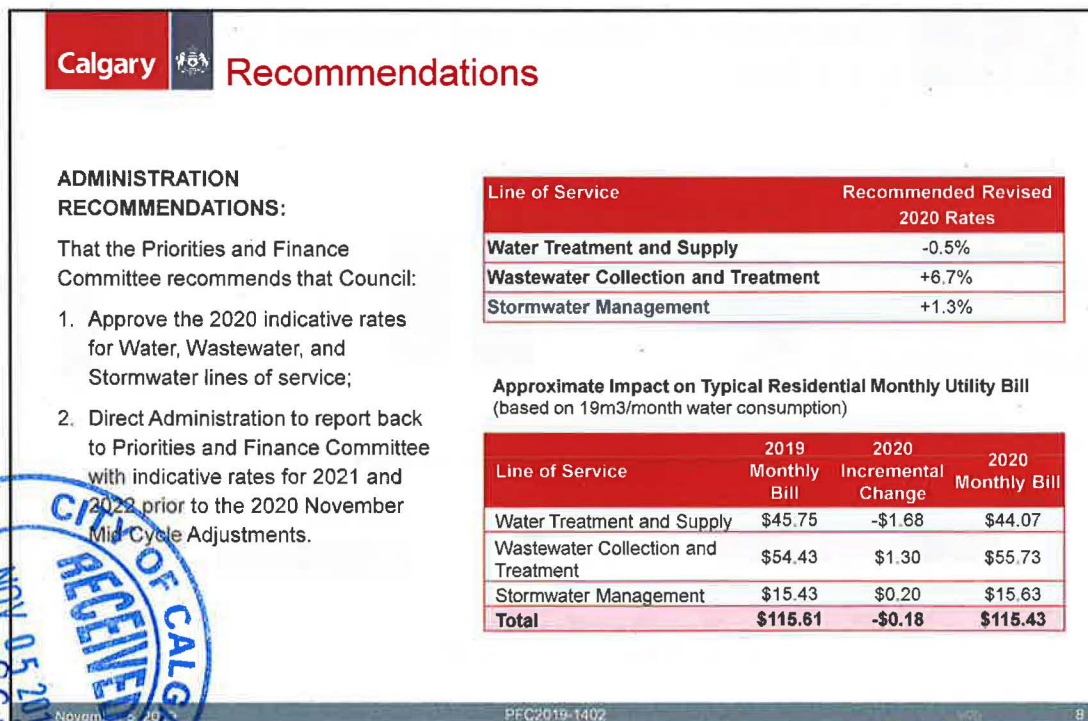 Calgary
Recommendations
ADMINISTRATION
RECOMMENDATIONS:
That the Priorities and Finance
Committee recommends that Council:
1. Approve the 2020 indicative rates
for Water, Wastewater, and
Stormwater lines of service;
2. Direct Administration to report back
to Priorities and Finance Committee
with indicative rates for 2021 and
2022 prior to the 2020 November
Mid Cycle Adjustments.
Line of Service Recommended Revised
2020 Rates
Water Treatment and Supply -0.5%
Wastewater Collection and Treatment +6.7%
Stormwater Management +1.3%
Approximate Impact on Typical Residential Monthly Utility Bill
(based on 19m3/month water consumption)
Line of Service 2019 Monthly Bill 2020 Incremental Change 2020 Monthly Bill
Water Treatment and Supply $45.75 -$1.68 $44.07
Wastewater Collection and
Treatment $54.43 $1.30 $55.73
Stormwater Management $15.43 $0.20 $15.63
Total $115.61 -$0.18 $115.43
CITY OF CALG
RECEIVED
NOV 05 201
PFC2019-1402
8